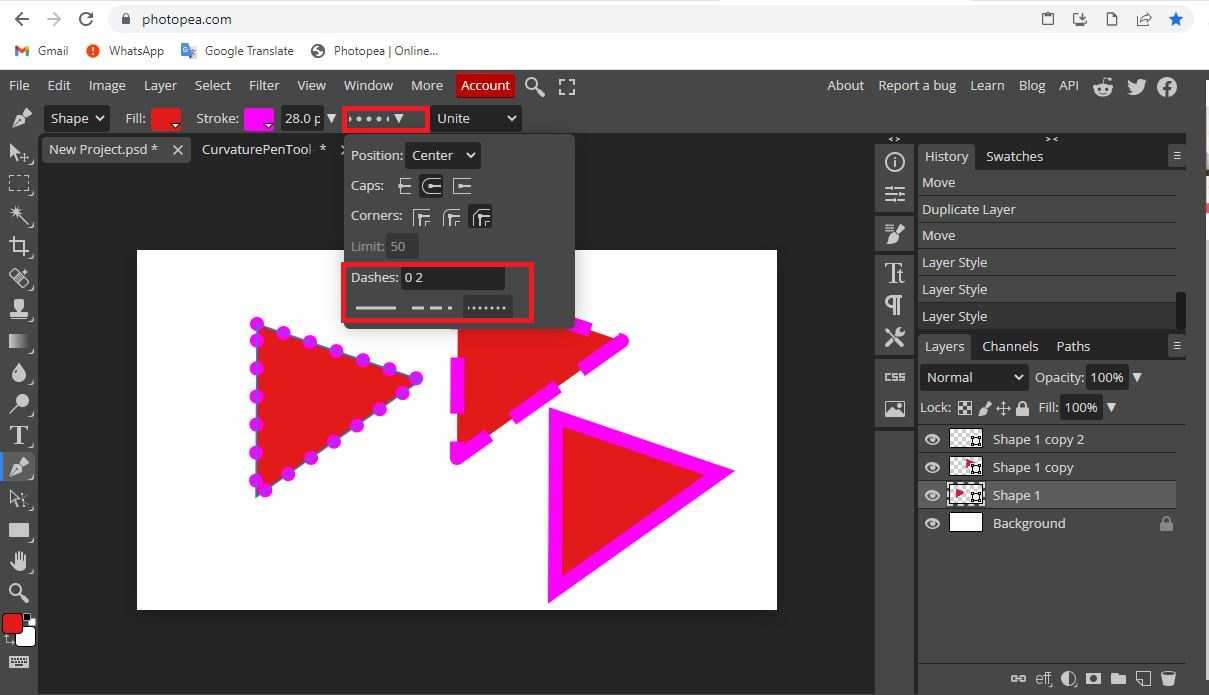 photopea.com
Gmail WhatsApp Google Translate Photopea | Online...
File Edit Image Layer Select Filter View Window More Account About Report a bug Learn Blog API
Shape Fill: Stroke: 28.0 p Unite
New Project.psd * CurvaturePenTool *
Position: Center
Caps:
Corners:
Limit: 50
Dashes: 0 2
History Swatches
Move
Duplicate Layer
Move
Layer Style
Layer Style
Layer Style
Layers Channels Paths
CSS
Normal Opacity: 100%
Lock: Fill: 100%
Shape 1 copy 2
Shape 1 copy
Shape 1
Background
eff